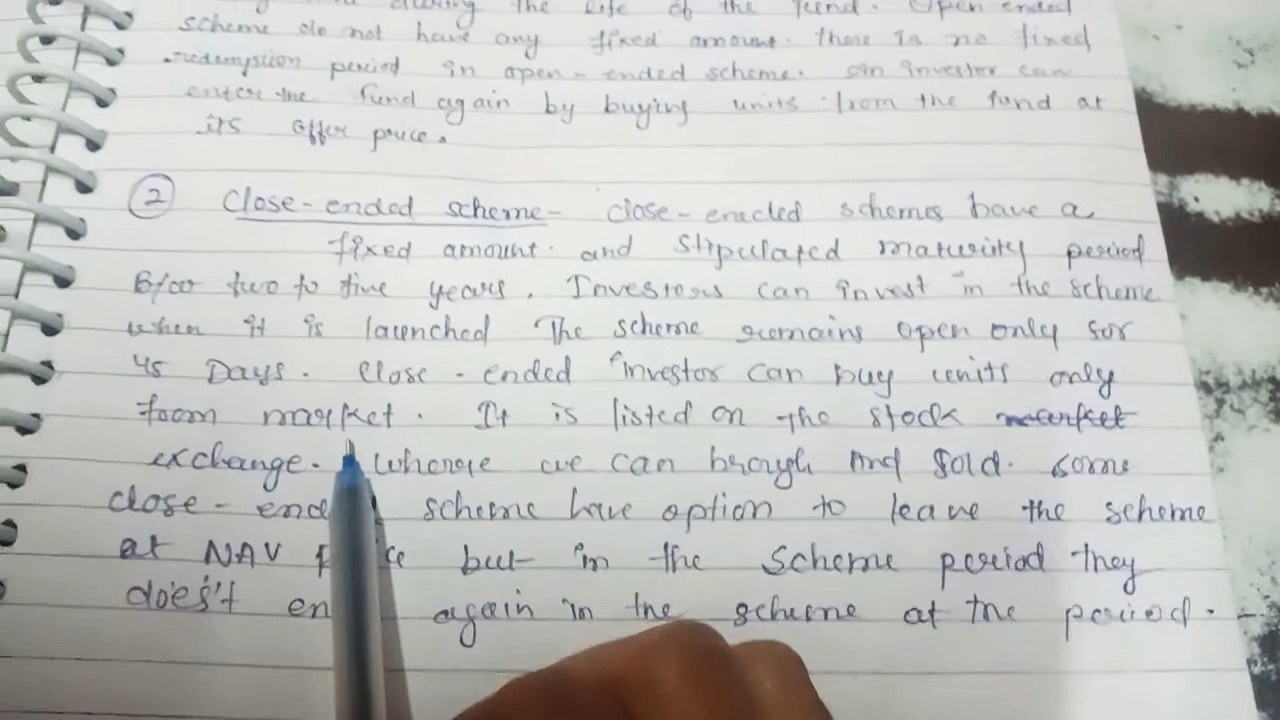 the life of the fund. Open ended
scheme do not have any fixed amount. there is no fixed
redemption period in open-ended scheme. An investor can
enter the fund again by buying units from the fund at
its offer price.
② Close-ended scheme- close-ended schemes have a
fixed amount. and stipulated maturity period
B/w two to five years. Investors can invest in the scheme
when it is launched The scheme remains open only for
45 Days. Close-ended investor can buy units only
from market. It is listed on the stock market
exchange. Where we can and sold. some
close-end scheme have option to leave the scheme
at NAV but in the scheme period they
does't again in the scheme at the period.